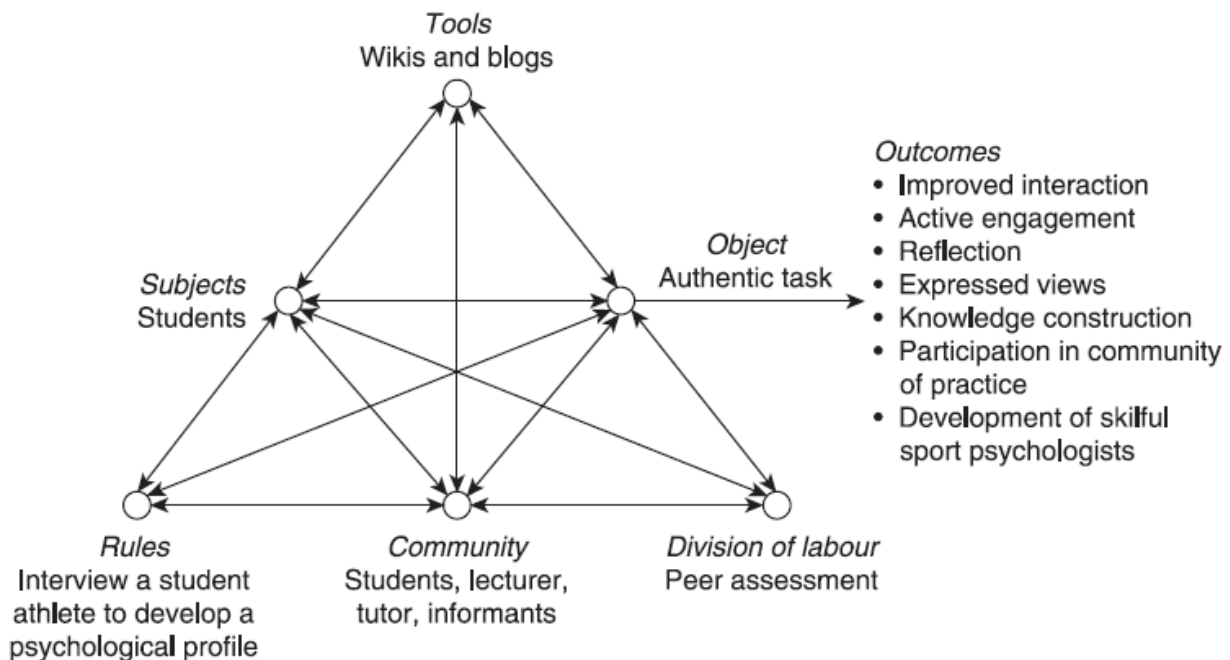 Tools
Wikis and blogs
Outcomes
• Improved interaction
• Active engagement
• Reflection
• Expressed views
• Knowledge construction
• Participation in community
of practice
• Development of skilful
sport psychologists
Object
Authentic task
Subjects
Students
Rules
Interview a student
athlete to develop a
psychological profile
Community
Students, lecturer,
tutor, informants
Division of labour
Peer assessment